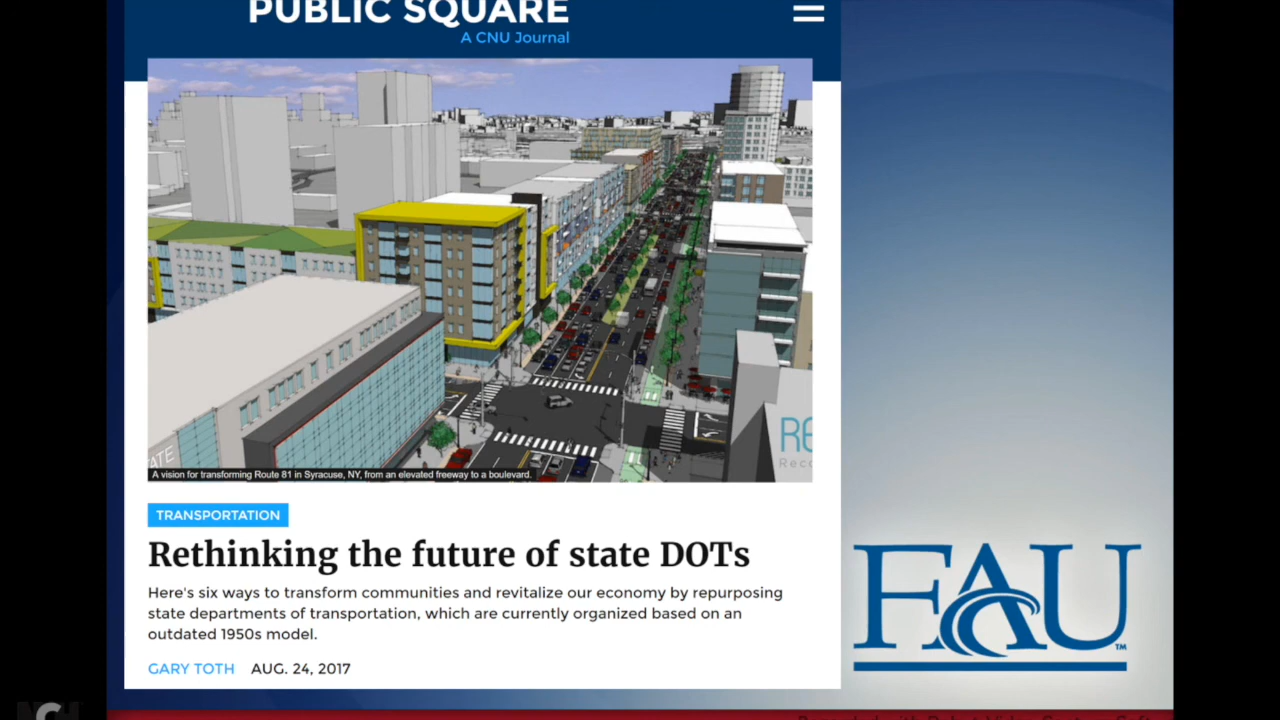 PUBLIC SQUARE
A CNU Journal
A vision for transforming Route 81 in Syracuse, NY, from an elevated freeway to a boulevard.
TRANSPORTATION
Rethinking the future of state DOTs
Here's six ways to transform communities and revitalize our economy by repurposing
state departments of transportation, which are currently organized based on an
outdated 1950s model.
GARY TOTH AUG. 24, 2017
FAU™